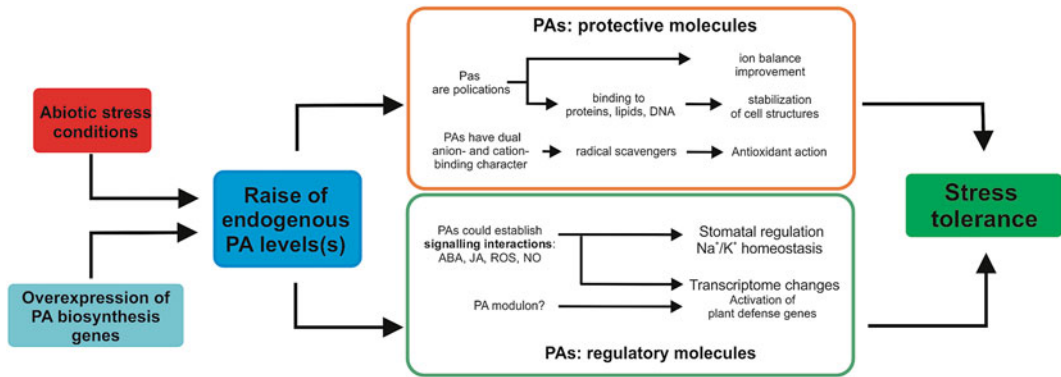 Abiotic stress
conditions
Overexpression of
PA biosynthesis
genes
Raise of
endogenous
PA levels(s)
PAs: protective molecules
Pas
are polications
ion balance
improvement
binding to
proteins, lipids, DNA
stabilization
of cell structures
PAs have dual
anion- and cation-
binding character
radical scavengers
Antioxidant action
PAs could establish
signalling interactions:
ABA, JA, ROS, NO
Stomatal regulation
Na⁺/K⁺ homeostasis
Transcriptome changes
PA modulon?
Activation of
plant defense genes
PAs: regulatory molecules
Stress
tolerance